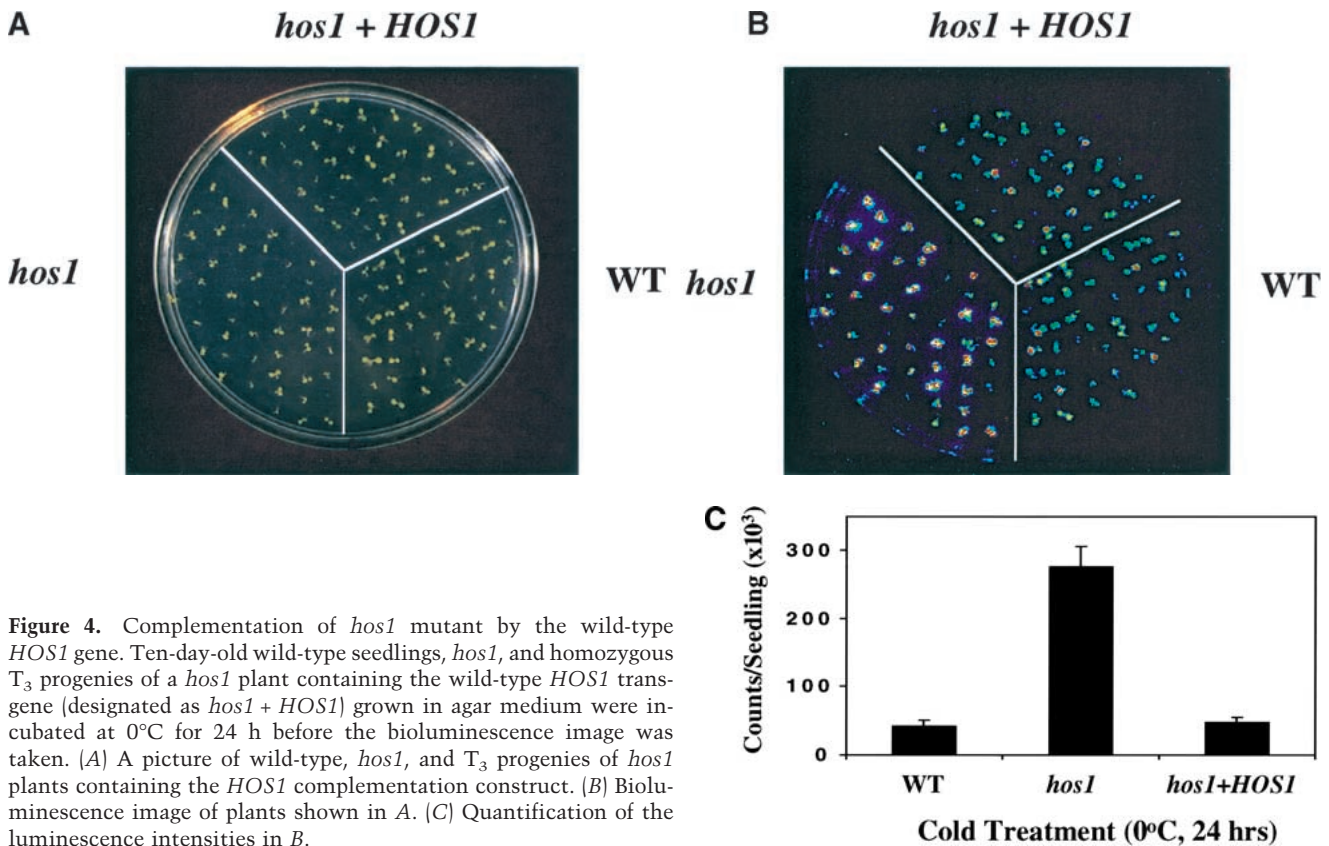 A
hos1 + HOS1
hos1
WT
B
hos1 + HOS1
hos1
WT
C
Counts/Seedling (x10³)
300
200
100
0
WT
hos1
hos1+HOS1
Cold Treatment (0ºC, 24 hrs)
Figure 4. Complementation of hos1 mutant by the wild-type
HOS1 gene. Ten-day-old wild-type seedlings, hos1, and homozygous
T₃ progenies of a hos1 plant containing the wild-type HOS1 trans-
gene (designated as hos1 + HOS1) grown in agar medium were in-
cubated at 0°C for 24 h before the bioluminescence image was
taken. (A) A picture of wild-type, hos1, and T₃ progenies of hos1
plants containing the HOS1 complementation construct. (B) Biolu-
minescence image of plants shown in A. (C) Quantification of the
luminescence intensities in B.